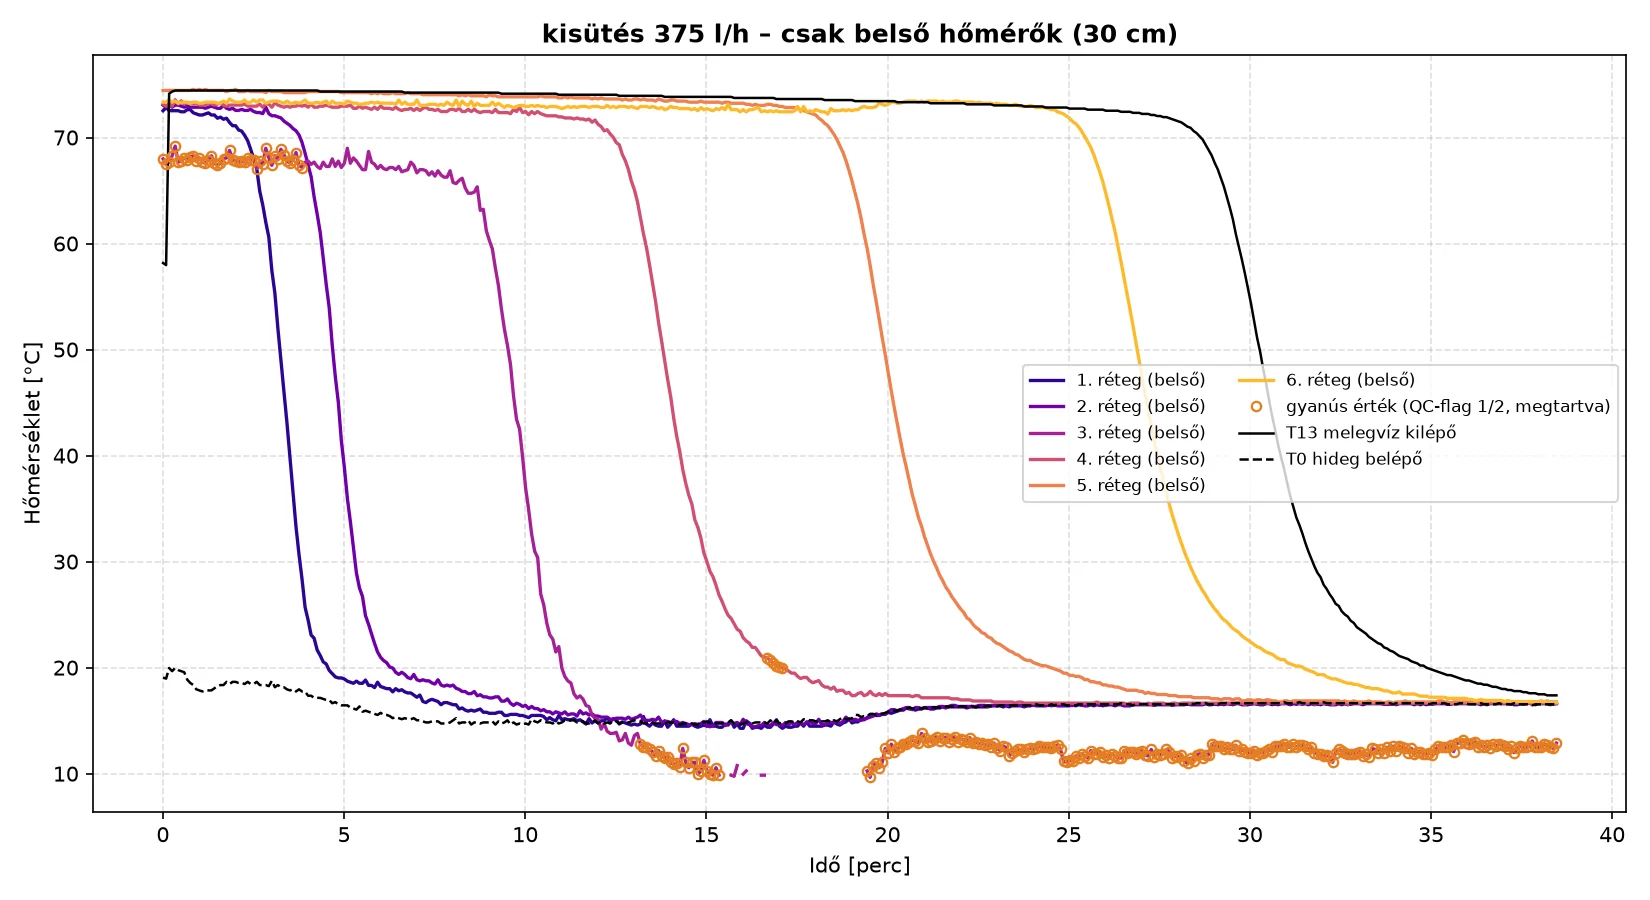 kisütés 375 l/h – csak belső hőmérők (30 cm)
Hőmérséklet [°C]
70
60
50
40
30
20
10
1. réteg (belső)
2. réteg (belső)
3. réteg (belső)
4. réteg (belső)
5. réteg (belső)
6. réteg (belső)
gyanús érték (QC-flag 1/2, megtartva)
T13 melegvíz kilépő
T0 hideg belépő
0 5 10 15 20 25 30 35 40
Idő [perc]